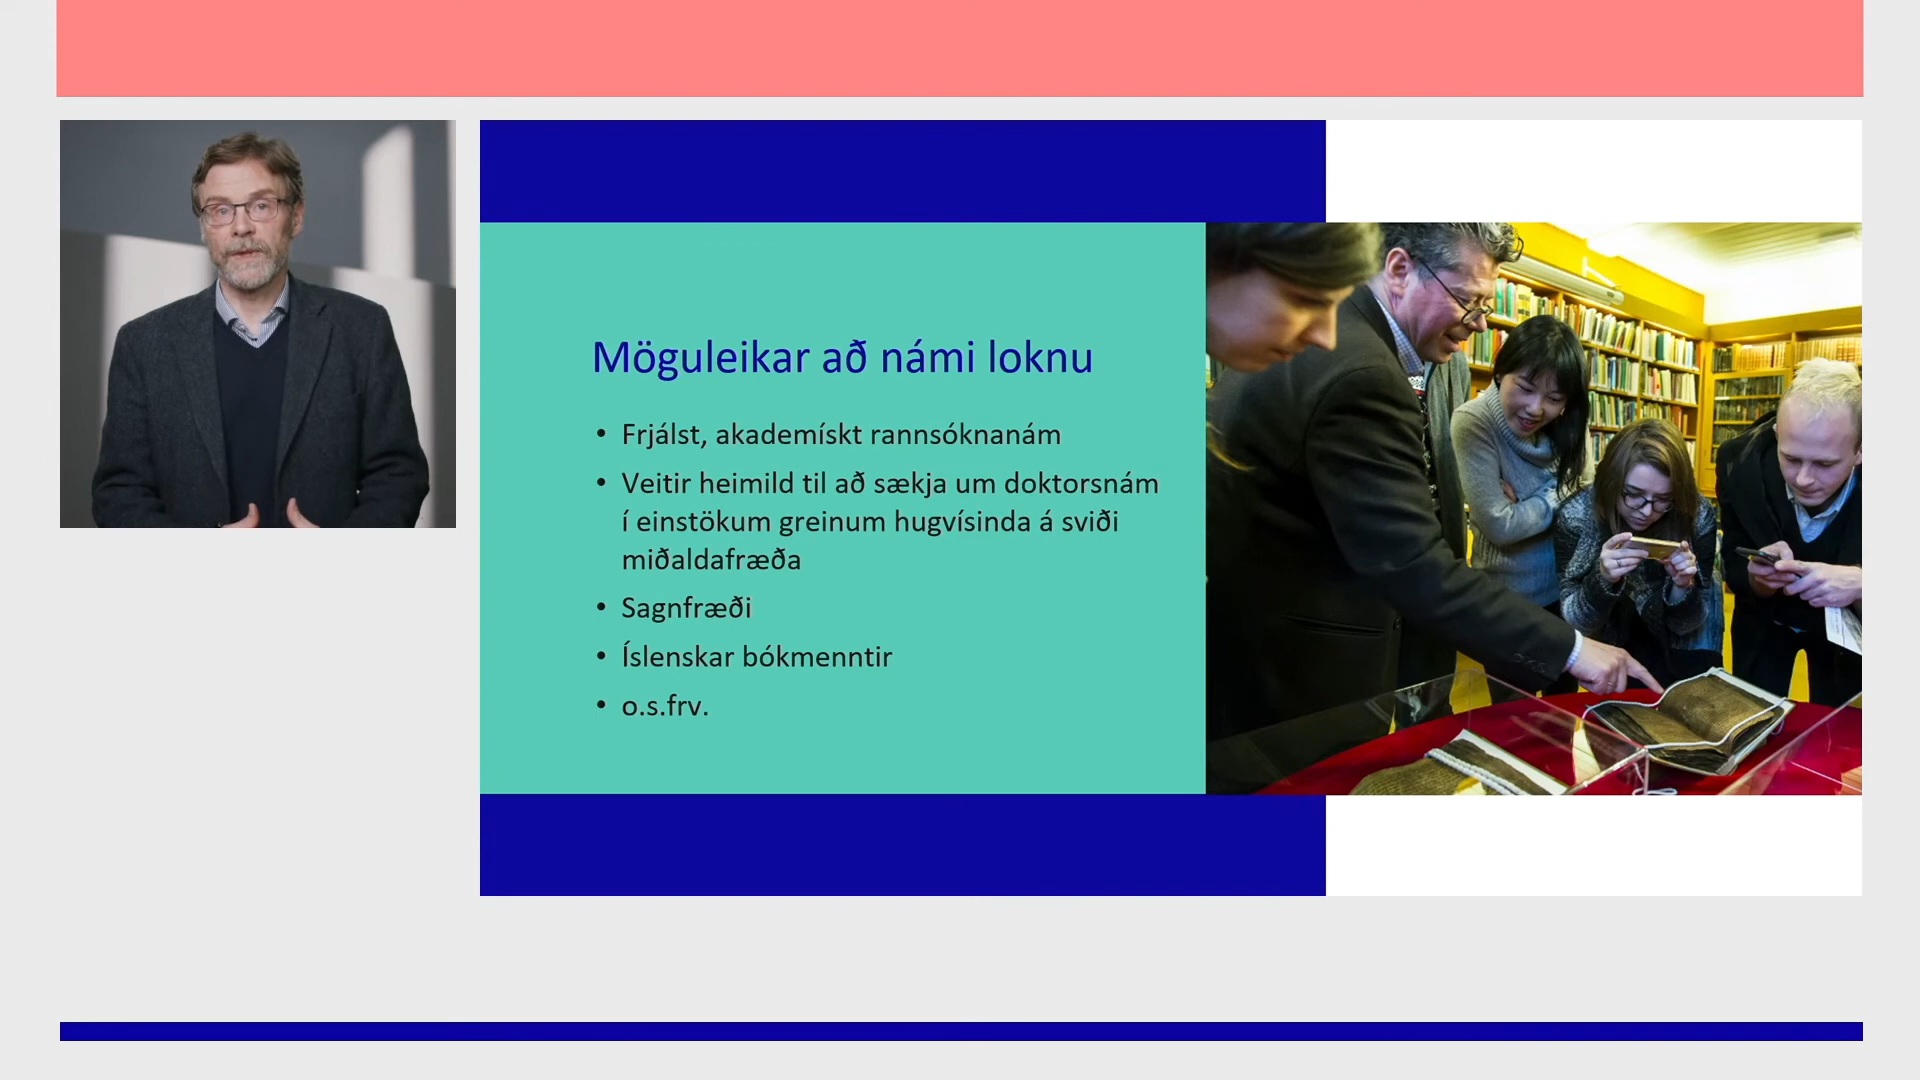 Möguleikar að námi loknu
• Frjálst, akademískt rannsóknanám
• Veitir heimild til að sækja um doktorsnám
í einstökum greinum hugvísinda á sviði
miðaldafræða
• Sagnfræði
• Íslenskar bókmenntir
• o.s.frv.